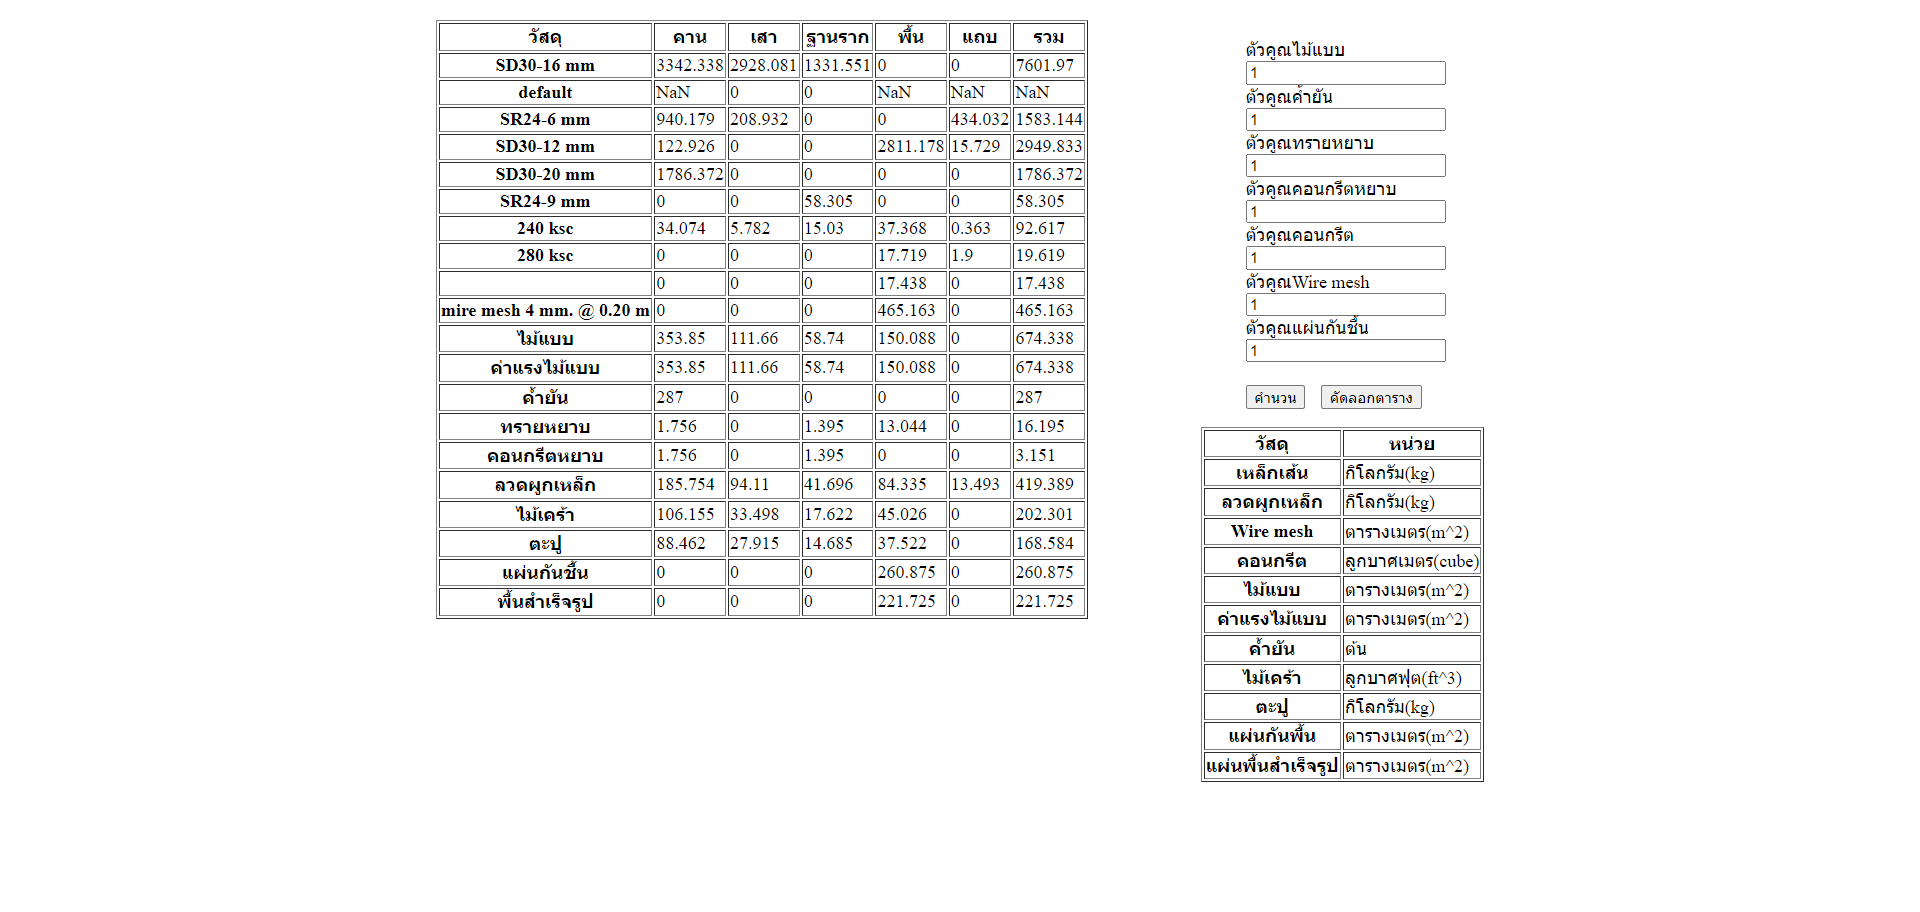 วัสดุ คาน เสา ฐานราก พื้น แถบ รวม
SD30-16 mm 3342.338 2928.081 1331.551 0 0 7601.97
default NaN 0 0 NaN NaN NaN
SR24-6 mm 940.179 208.932 0 0 434.032 1583.144
SD30-12 mm 122.926 0 0 2811.178 15.729 2949.833
SD30-20 mm 1786.372 0 0 0 0 1786.372
SR24-9 mm 0 0 58.305 0 0 58.305
240 ksc 34.074 5.782 15.03 37.368 0.363 92.617
280 ksc 0 0 0 17.719 1.9 19.619
0 0 0 17.438 0 17.438
mire mesh 4 mm. @ 0.20 m 0 0 0 465.163 0 465.163
ไม้แบบ 353.85 111.66 58.74 150.088 0 674.338
ค่าแรงไม้แบบ 353.85 111.66 58.74 150.088 0 674.338
ค้ำยัน 287 0 0 0 0 287
ทรายหยาบ 1.756 0 1.395 13.044 0 16.195
คอนกรีตหยาบ 1.756 0 1.395 0 0 3.151
ลวดผูกเหล็ก 185.754 94.11 41.696 84.335 13.493 419.389
ไม้เคร้า 106.155 33.498 17.622 45.026 0 202.301
ตะปู 88.462 27.915 14.685 37.522 0 168.584
แผ่นกันชื้น 0 0 0 260.875 0 260.875
พื้นสำเร็จรูป 0 0 0 221.725 0 221.725
ตัวคูณไม้แบบ
1
ตัวคูณค้ำยัน
1
ตัวคูณทรายหยาบ
1
ตัวคูณคอนกรีตหยาบ
1
ตัวคูณคอนกรีต
1
ตัวคูณWire mesh
1
ตัวคูณแผ่นกันชื้น
1
คำนวน คัดลอกตาราง
วัสดุ หน่วย
เหล็กเส้น กิโลกรัม(kg)
ลวดผูกเหล็ก กิโลกรัม(kg)
Wire mesh ตารางเมตร(m^2)
คอนกรีต ลูกบาศเมตร(cube)
ไม้แบบ ตารางเมตร(m^2)
ค่าแรงไม้แบบ ตารางเมตร(m^2)
ค้ำยัน ต้น
ไม้เคร้า ลูกบาศฟุต(ft^3)
ตะปู กิโลกรัม(kg)
แผ่นกันพื้น ตารางเมตร(m^2)
แผ่นพื้นสำเร็จรูป ตารางเมตร(m^2)